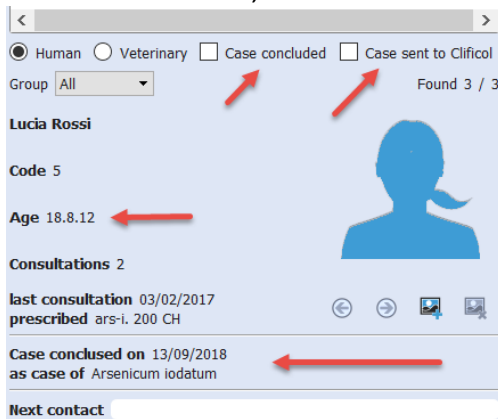 Human Veterinary Case concluded Case sent to Clificol
Group All Found 3 / 3
Lucia Rossi
Code 5
Age 18.8.12
Consultations 2
last consultation 03/02/2017
prescribed ars-i. 200 CH
Case conclused on 13/09/2018
as case of Arsenicum iodatum
Next contact